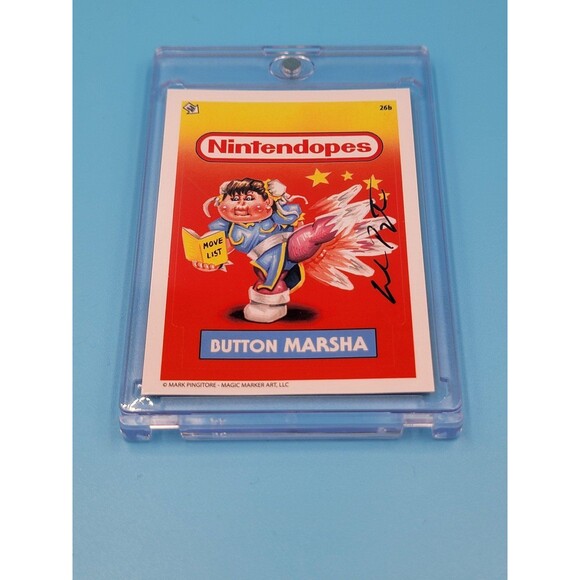 26b
Nintendopes
MOVE
LIST
BUTTON MARSHA
© MARK PINGITORE - MAGIC MARKER ART, LLC